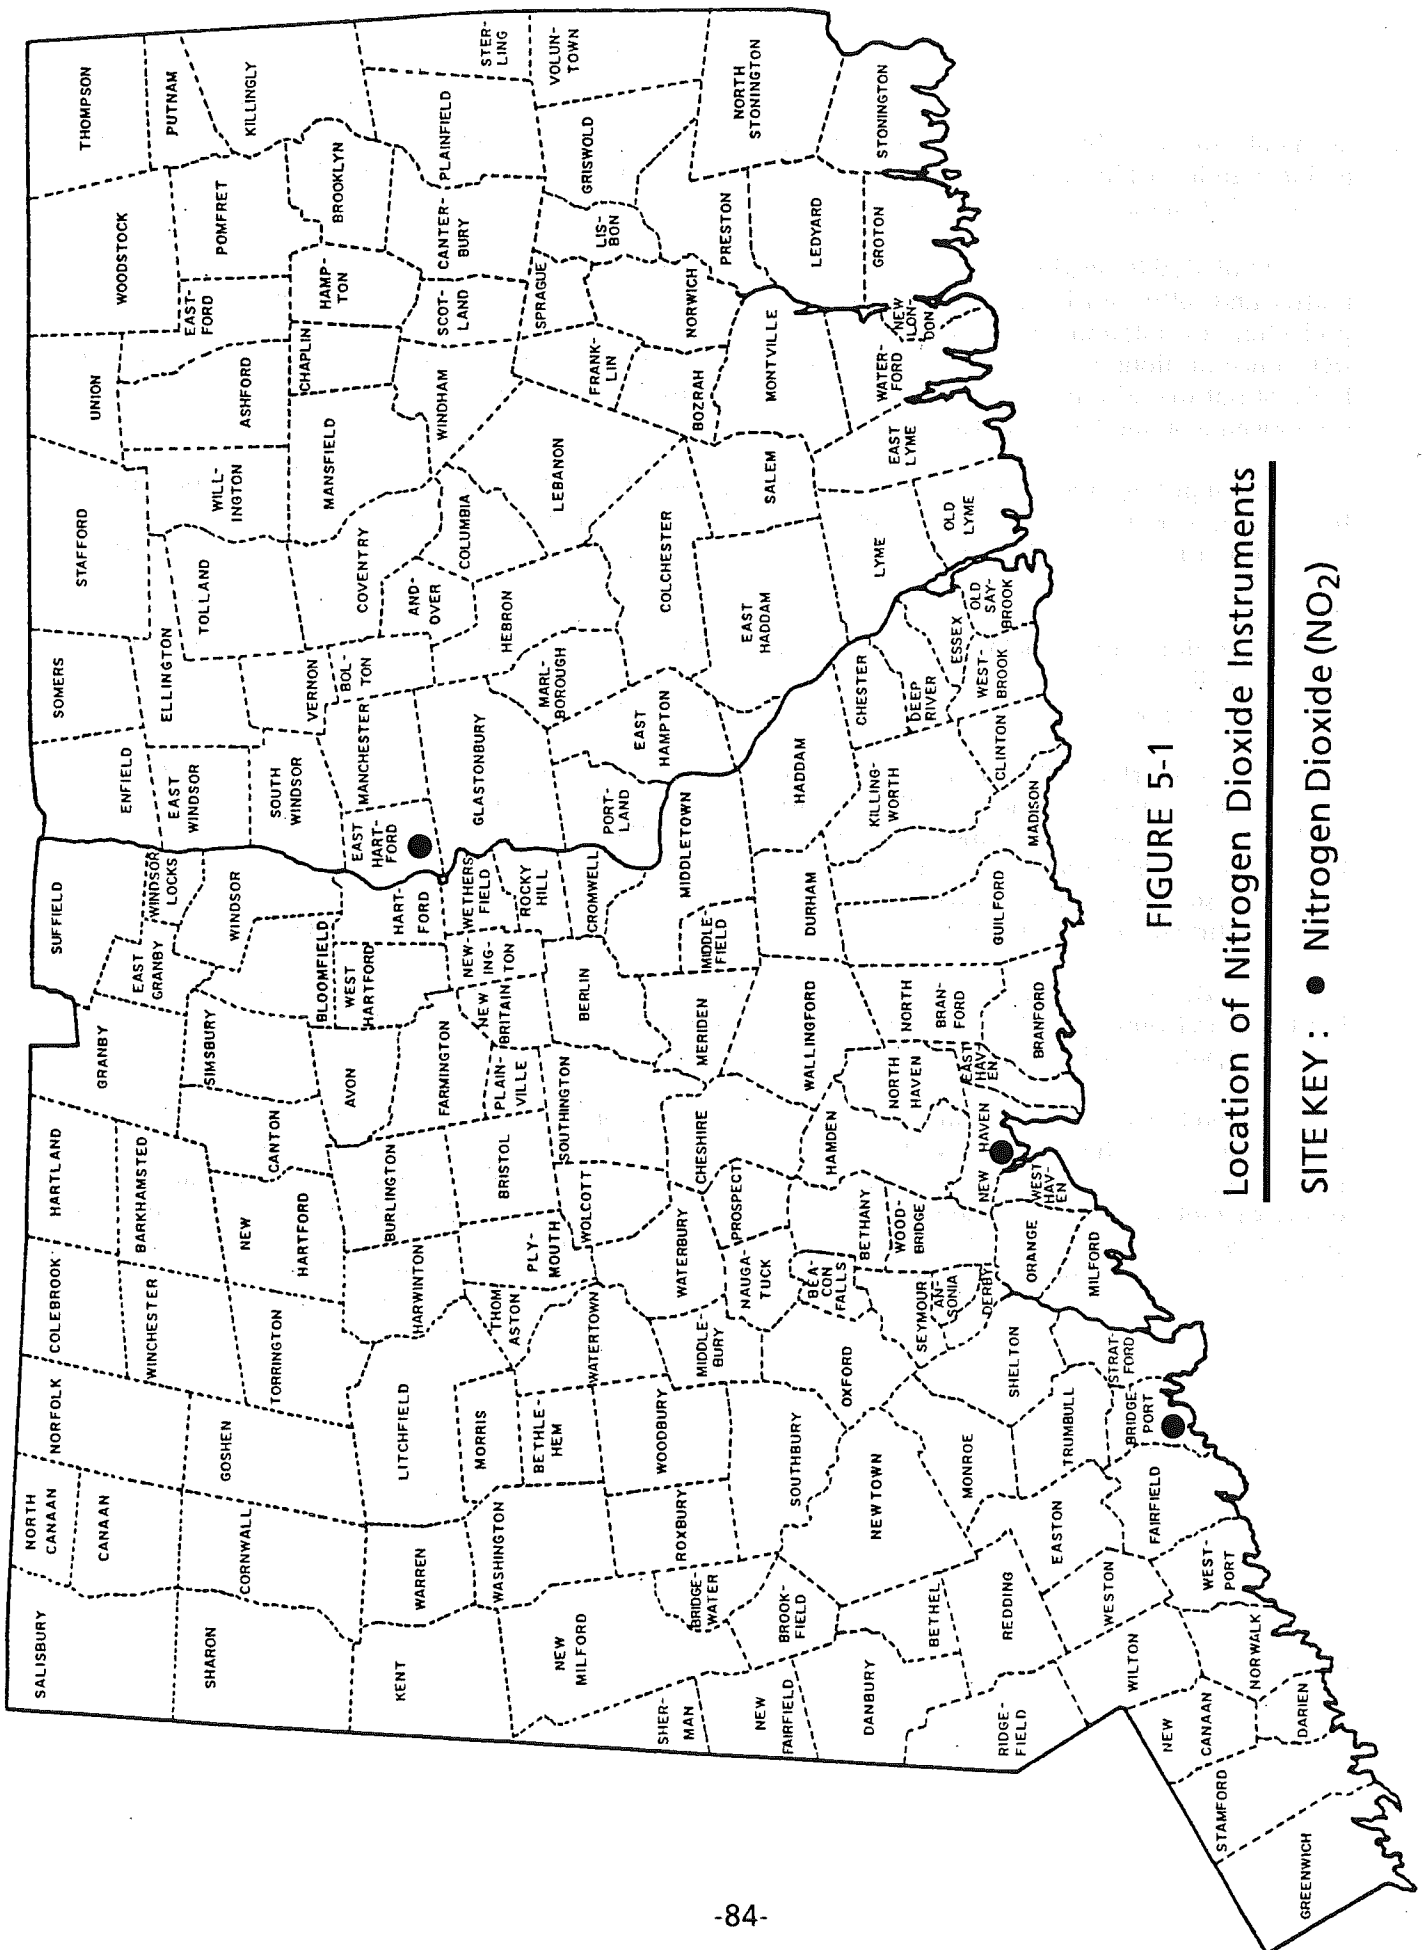 SALISBURY
NORTH
CANAAN
CANAAN
NORFOLK
COLEBROOK
HARTLAND
GRANBY
SUFFIELD
ENFIELD
SOMERS
STAFFORD
UNION
WOODSTOCK
THOMPSON
SHARON
CORNWALL
GOSHEN
WINCHESTER
BARKHAMSTED
TORRINGTON
NEW
HARTFORD
CANTON
SIMSBURY
EAST
GRANBY
WINDSOR
LOCKS
WINDSOR
BLOOMFIELD
EAST
WINDSOR
SOUTH
WINDSOR
ELLINGTON
VERNON
TOLLAND
WILL-
INGTON
ASHFORD
EAST-
FORD
POMFRET
PUTNAM
KILLINGLY
KENT
WARREN
LITCHFIELD
HARWINTON
BURLINGTON
AVON
FARMINGTON
WEST
HARTFORD
HART-
FORD
EAST
HART-
FORD
MANCHESTER
BOL-
TON
COVENTRY
AND-
OVER
MANSFIELD
CHAPLIN
HAMP-
TON
BROOKLYN
WINDHAM
SCOT-
LAND
CANTER-
BURY
PLAINFIELD
STER-
LING
NEW
MILFORD
WASHINGTON
MORRIS
BETHLE-
HEM
THOM
ASTON
WATERTOWN
PLY-
MOUTH
BRISTOL
WOLCOTT
PLAIN-
VILLE
SOUTHINGTON
NEW
BRITAIN
NEW-
ING-
TON
WETHERS
FIELD
ROCKY
HILL
BERLIN
CROMWELL
GLASTONBURY
MARL-
BOROUGH
HEBRON
COLUMBIA
LEBANON
FRANK-
LIN
SPRAGUE
LIS-
BON
GRISWOLD
VOLUN-
TOWN
SHER-
MAN
BRIDGE-
WATER
ROXBURY
WOODBURY
MIDDLE-
BURY
WATERBURY
CHESHIRE
PROSPECT
NAUGA-
TUCK
MERIDEN
MIDDLE-
FIELD
MIDDLETOWN
PORT-
LAND
EAST
HAMPTON
COLCHESTER
BOZRAH
NORWICH
PRESTON
NORTH
STONINGTON
NEW
FAIRFIELD
BROOK-
FIELD
SOUTHBURY
OXFORD
BEA-
CON
FALLS
BETHANY
HAMDEN
WALLINGFORD
DURHAM
HADDAM
EAST
HADDAM
SALEM
MONTVILLE
LEDYARD
DANBURY
BETHEL
NEWTOWN
MONROE
SEYMOUR
AN-
SONIA
DERBY
WOOD-
BRIDGE
NORTH
HAVEN
NORTH
BRAN-
FORD
GUILFORD
KILLING-
WORTH
CHESTER
DEEP
RIVER
ESSEX
LYME
EAST
LYME
WATER-
FORD
NEW
LON-
DON
GROTON
STONINGTON
RIDGE-
FIELD
REDDING
EASTON
SHELTON
TRUMBULL
ORANGE
NEW
HAVEN
WEST
HAV-
EN
EAST
HAV-
EN
BRANFORD
MADISON
CLINTON
WEST-
BROOK
OLD
SAY-
BROOK
OLD
LYME
WILTON
WESTON
FAIRFIELD
BRIDGE-
PORT
STRAT-
FORD
MILFORD
NEW
CANAAN
NORWALK
WEST-
PORT
STAMFORD
DARIEN
GREENWICH
FIGURE 5-1
Location of Nitrogen Dioxide Instruments
SITE KEY : ● Nitrogen Dioxide (NO₂)
-84-